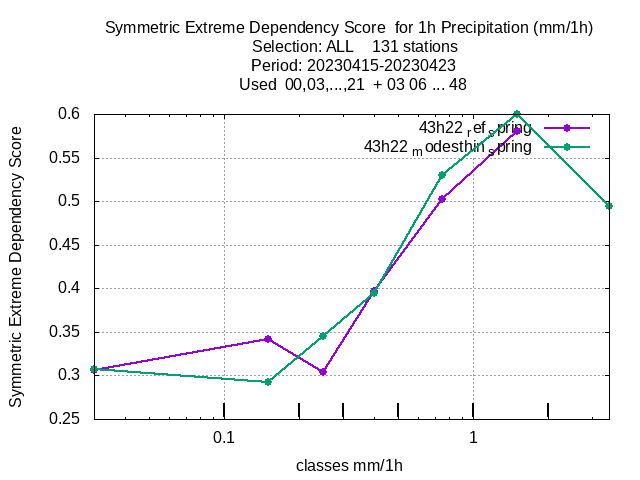 Symmetric Extreme Dependency Score for 1h Precipitation (mm/1h)
Selection: ALL 131 stations
Period: 20230415-20230423
Used 00,03,...,21 + 03 06 ... 48
Symmetric Extreme Dependency Score
0.6
0.55
0.5
0.45
0.4
0.35
0.3
0.25
43h22 ref spring
43h22 modesthin spring
0.1
1
classes mm/1h